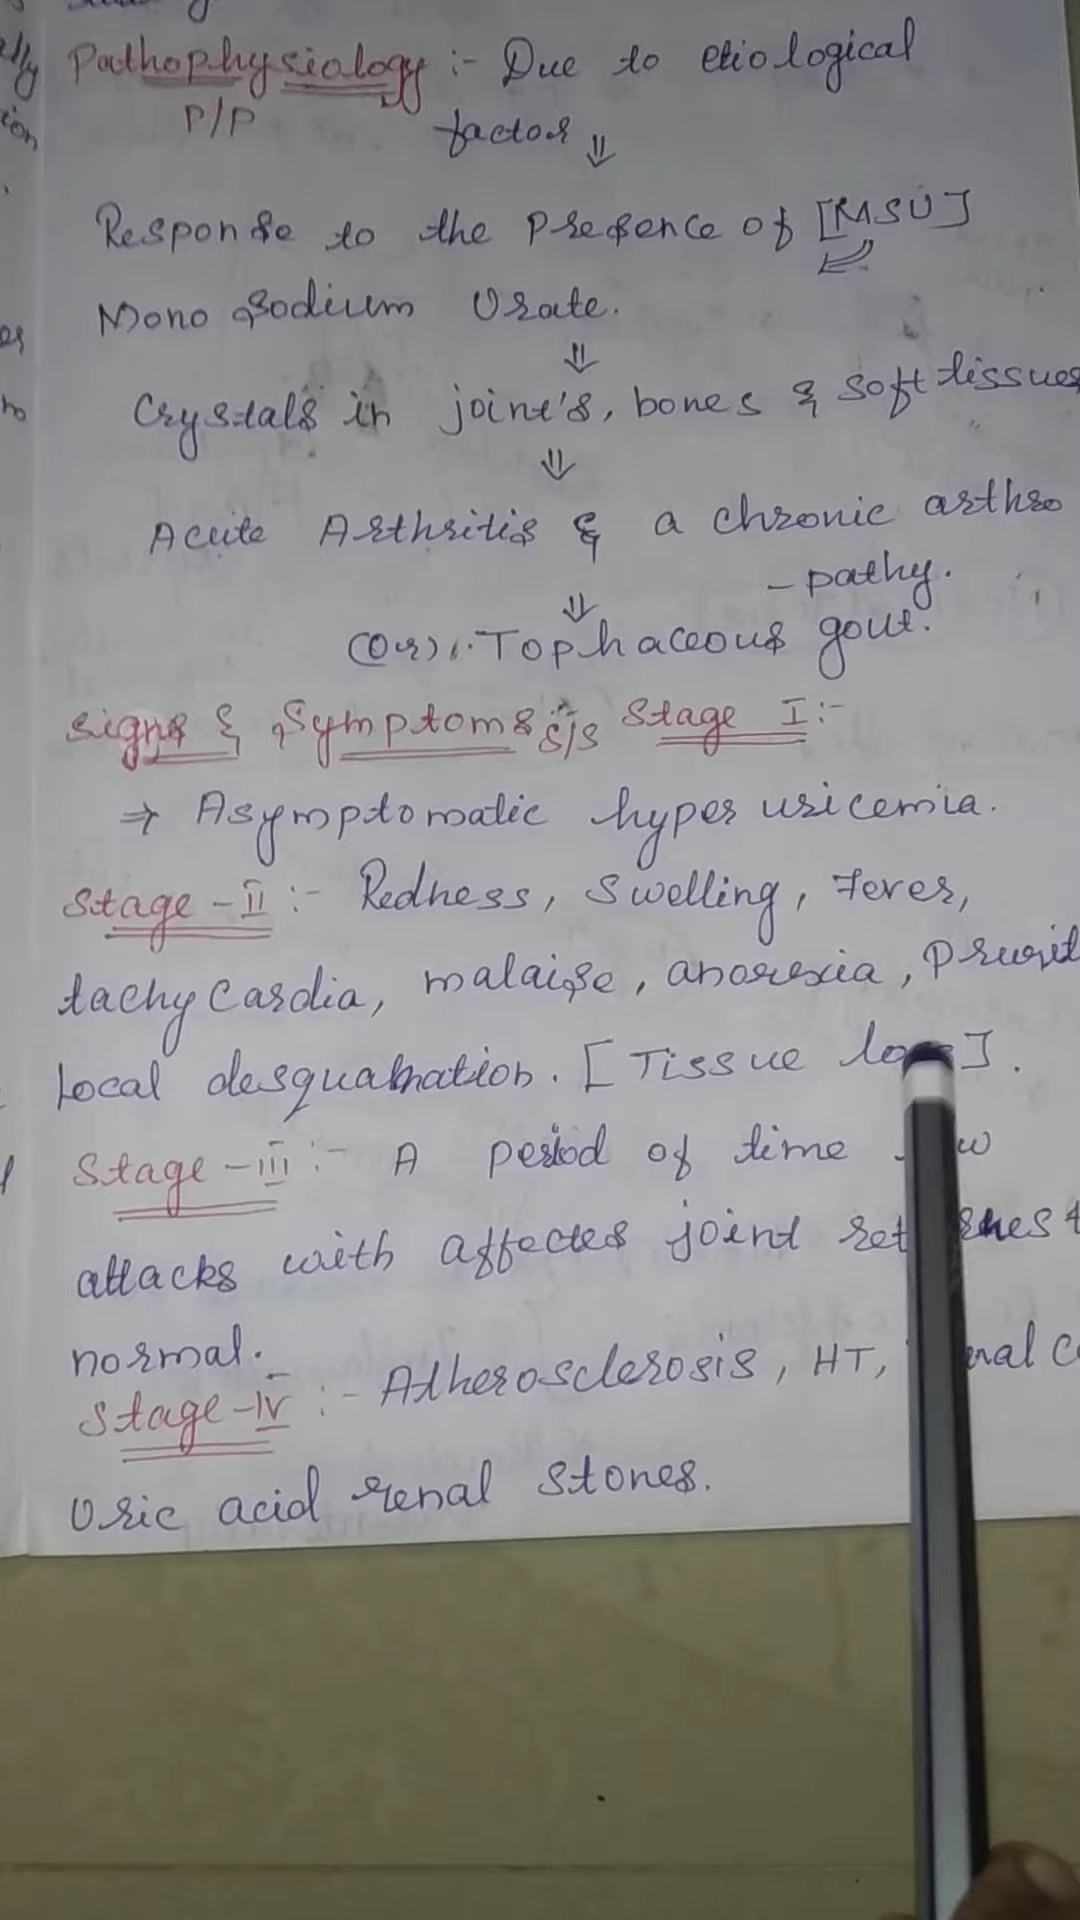 Pathophysiology :- Due to etiological
P/P factor ⇓
Response to the Presence of [MSU]
Mono Sodium Urate.
⇓
Crystals in joint's, bones & soft tissues
⇓
Acute Arthritis & a chronic arthro
- pathy.
⇓
(Or) Tophaceous gout.
Signs & Symptoms S/S Stage I :-
⇒ Asymptomatic hyper uricemia.
Stage - II :- Redness, Swelling, Fever,
tachycardia, malaise, anorexia,
Local desquamation. [Tissue ].
Stage - III :- A period of time
attacks with affected joint
normal.
Stage - IV :- Atherosclerosis, HT,
Uric acid renal stones.